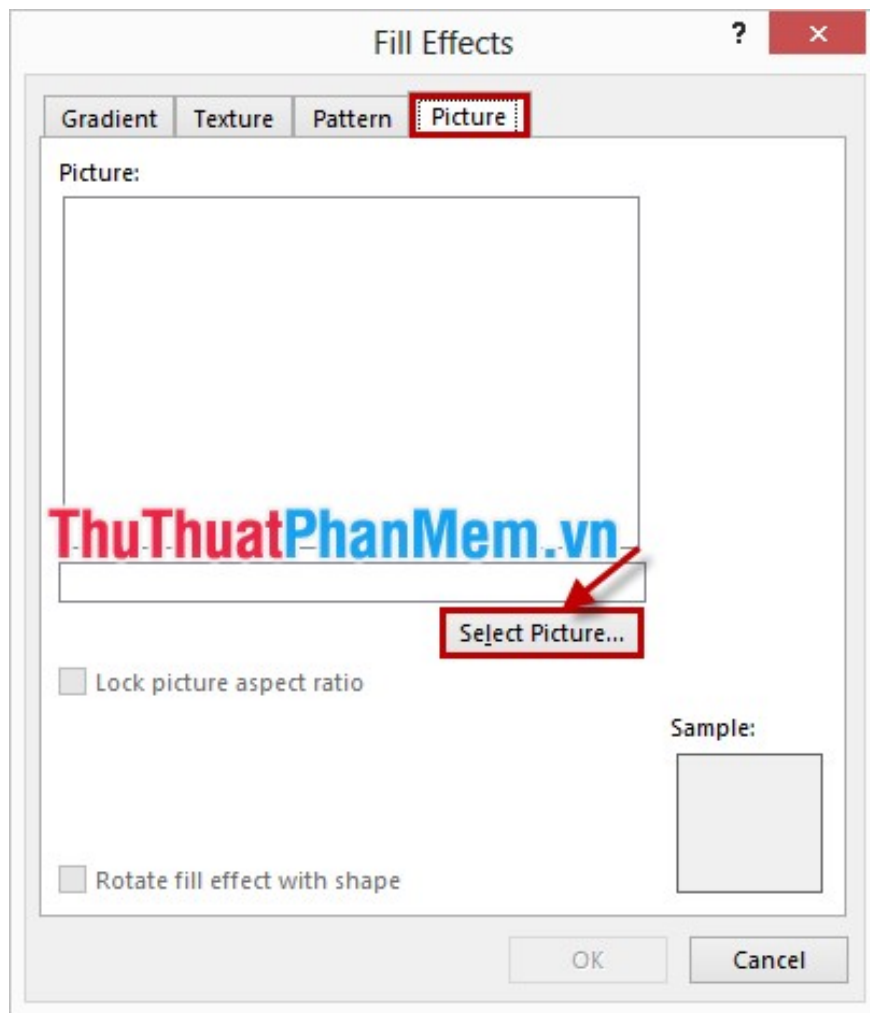 Fill Effects ? ×
Gradient Texture Pattern Picture
Picture:
ThuThuatPhanMem.vn
Select Picture...
Lock picture aspect ratio
Sample:
Rotate fill effect with shape
OK Cancel